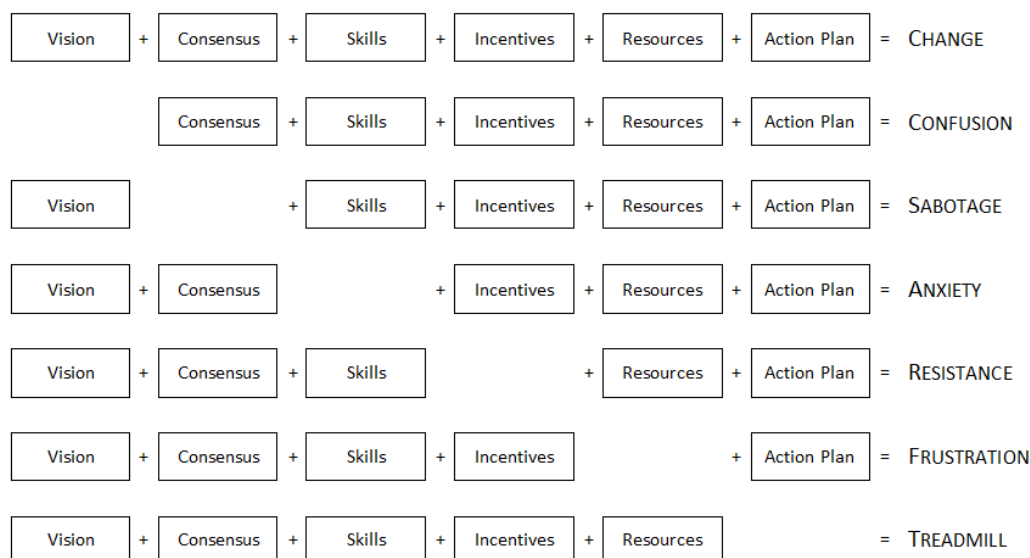 Vision + Consensus + Skills + Incentives + Resources + Action Plan = CHANGE
Consensus + Skills + Incentives + Resources + Action Plan = CONFUSION
Vision + Skills + Incentives + Resources + Action Plan = SABOTAGE
Vision + Consensus + Incentives + Resources + Action Plan = ANXIETY
Vision + Consensus + Skills + Resources + Action Plan = RESISTANCE
Vision + Consensus + Skills + Incentives + Action Plan = FRUSTRATION
Vision + Consensus + Skills + Incentives + Resources = TREADMILL